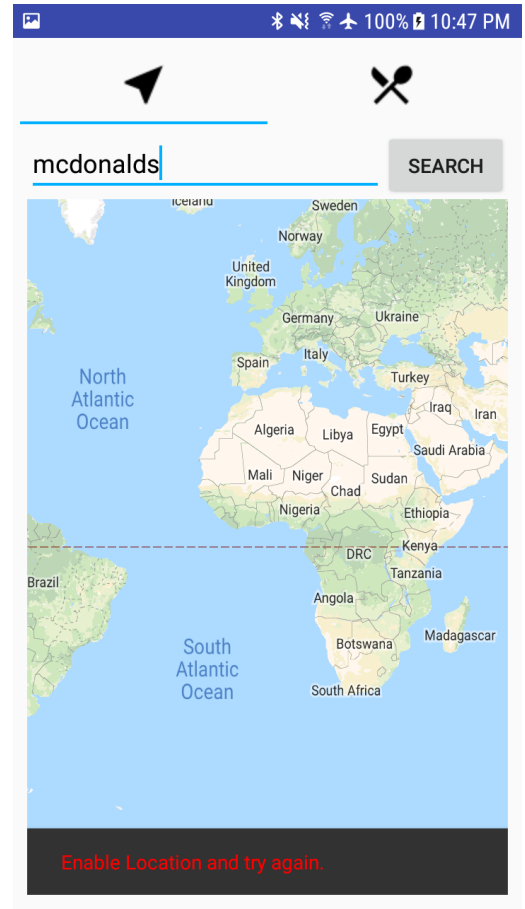 100% 10:47 PM
mcdonalds
SEARCH
Iceland
Sweden
Norway
United
Kingdom
Germany
Ukraine
Spain
Italy
Turkey
North
Atlantic
Ocean
Iraq
Iran
Algeria
Libya
Egypt
Saudi Arabia
Mali
Niger
Chad
Sudan
Nigeria
Ethiopia
DRC
Kenya
Brazil
Tanzania
Angola
Botswana
Madagascar
South
Atlantic
Ocean
South Africa
Enable Location and try again.